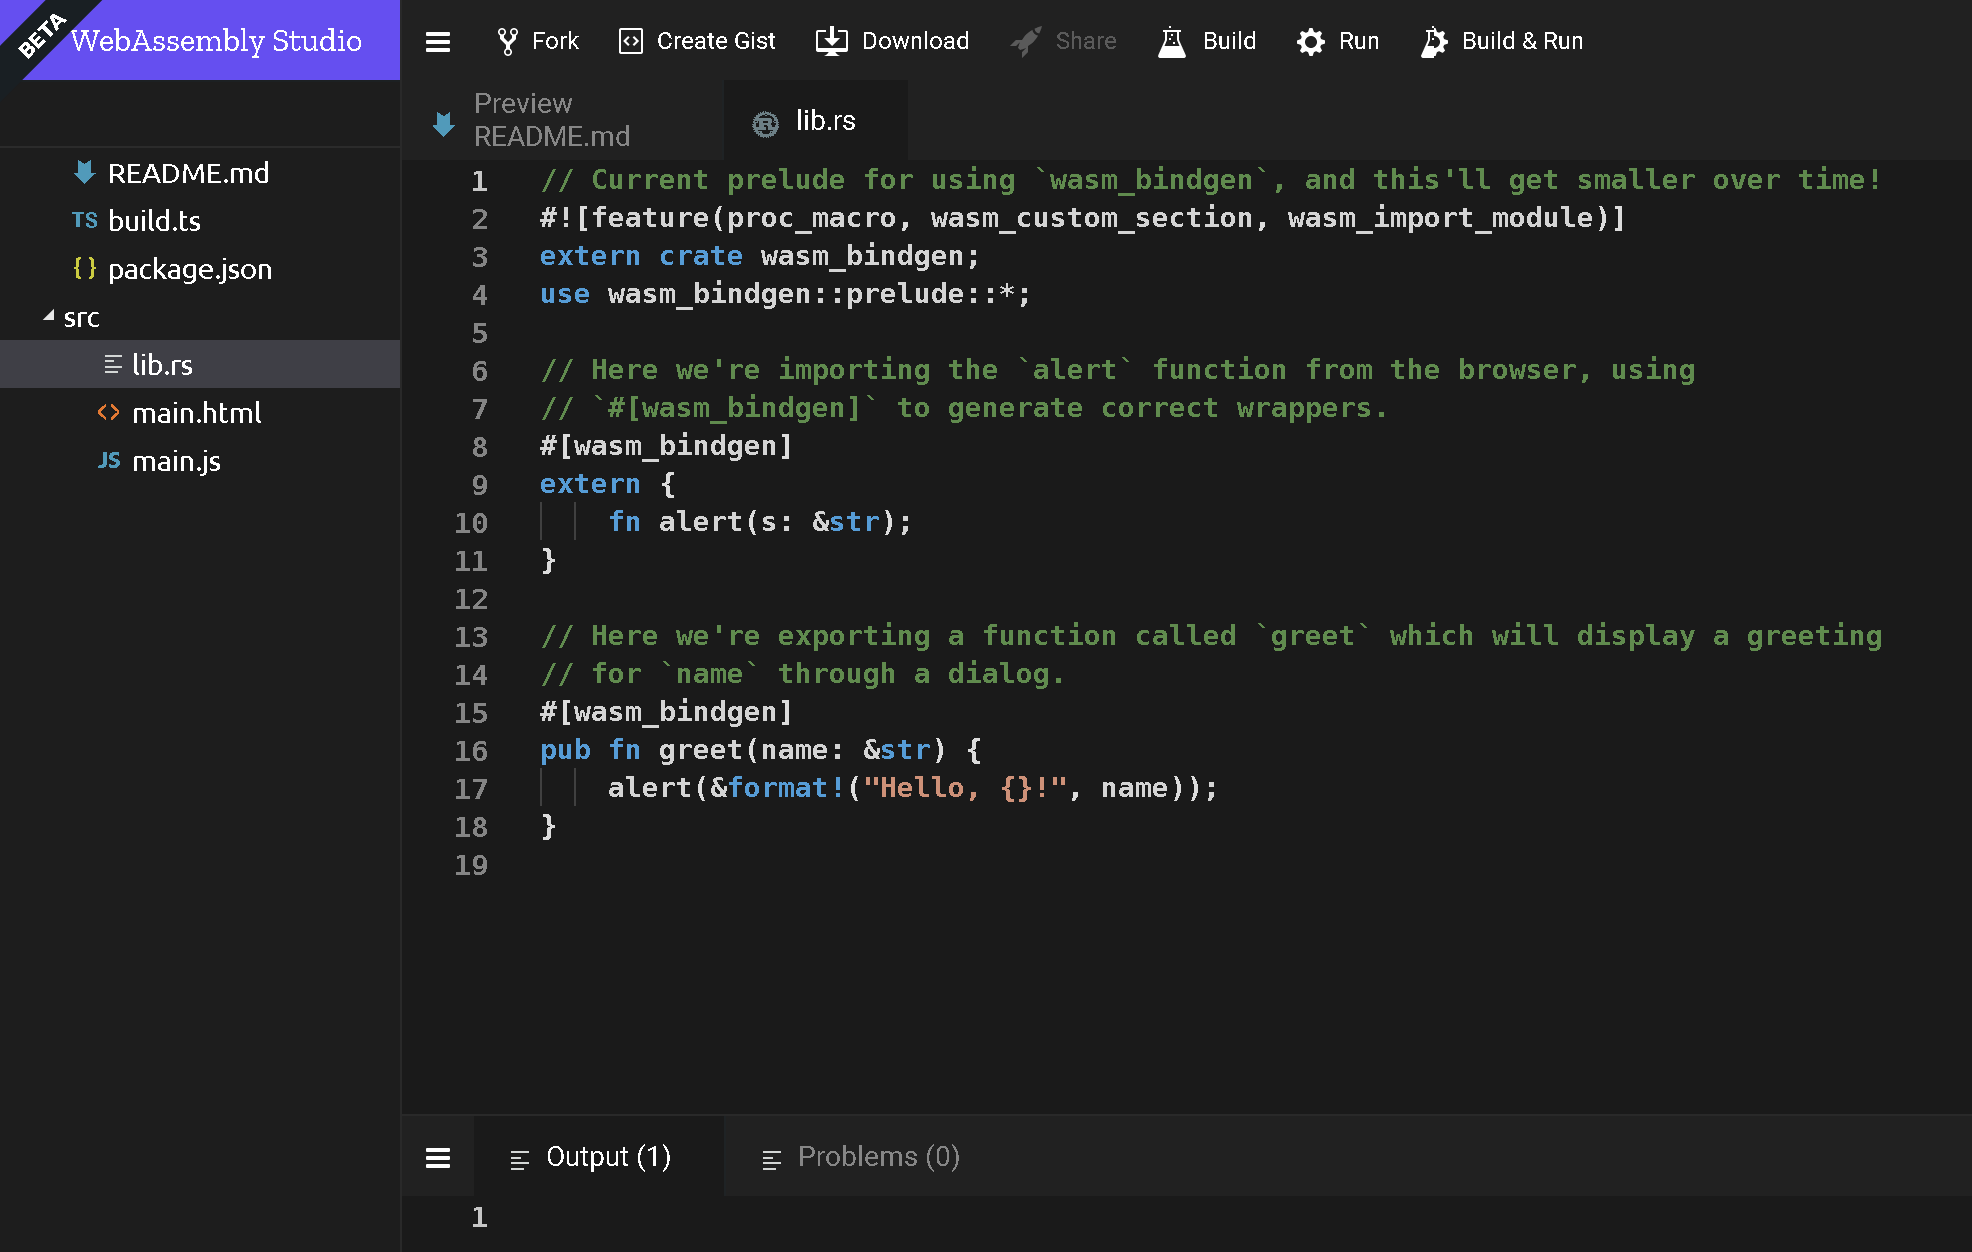 BETA
WebAssembly Studio
Fork
Create Gist
Download
Share
Build
Run
Build & Run
README.md
TS build.ts
{ } package.json
src
lib.rs
<> main.html
JS main.js
Preview
README.md
lib.rs
1 // Current prelude for using `wasm_bindgen`, and this'll get smaller over time!
2 #![feature(proc_macro, wasm_custom_section, wasm_import_module)]
3 extern crate wasm_bindgen;
4 use wasm_bindgen::prelude::*;
5
6 // Here we're importing the `alert` function from the browser, using
7 // `#[wasm_bindgen]` to generate correct wrappers.
8 #[wasm_bindgen]
9 extern {
10     fn alert(s: &str);
11 }
12
13 // Here we're exporting a function called `greet` which will display a greeting
14 // for `name` through a dialog.
15 #[wasm_bindgen]
16 pub fn greet(name: &str) {
17     alert(&format!("Hello, {}!", name));
18 }
19
Output (1)
Problems (0)
1